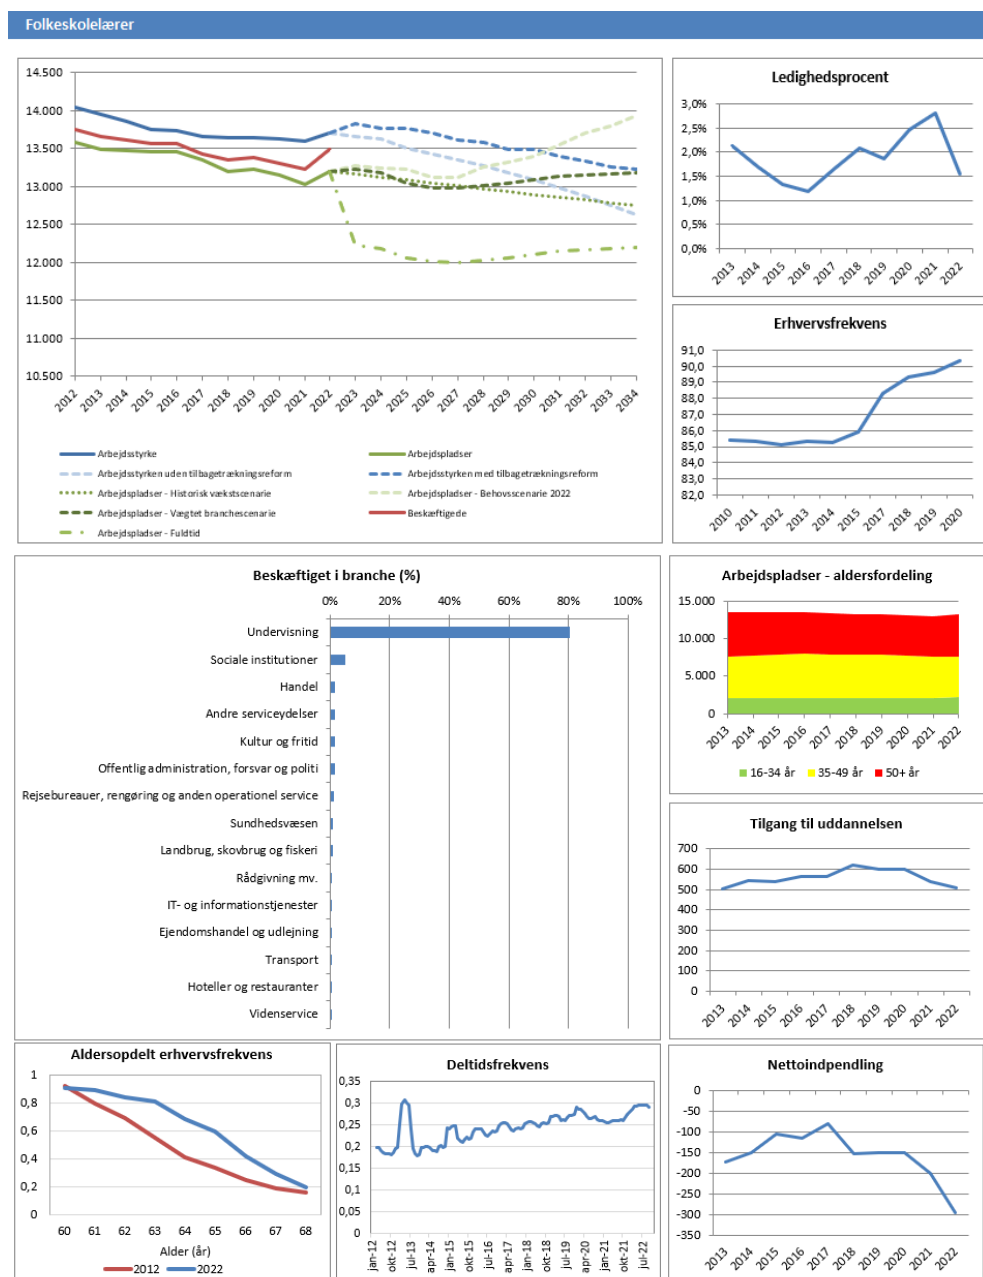 Folkeskolelærer
14.500
14.000
13.500
13.000
12.500
12.000
11.500
11.000
10.500
2012 2013 2014 2015 2016 2017 2018 2019 2020 2021 2022 2023 2024 2025 2026 2027 2028 2029 2030 2031 2032 2033 2034
Arbejdsstyrke
Arbejdspladser
Arbejdsstyrken uden tilbagetrækningsreform
Arbejdsstyrken med tilbagetrækningsreform
Arbejdspladser - Historisk vækstscenarie
Arbejdspladser - Behovsscenarie 2022
Arbejdspladser - Vægtet branchescenarie
Beskæftigede
Arbejdspladser - Fuldtid
Ledighedsprocent
3,0%
2,5%
2,0%
1,5%
1,0%
0,5%
0,0%
2013 2014 2015 2016 2017 2018 2019 2020 2021 2022
Erhvervsfrekvens
91,0
90,0
89,0
88,0
87,0
86,0
85,0
84,0
83,0
82,0
2010 2011 2012 2013 2014 2015 2017 2018 2019 2020
Beskæftiget i branche (%)
0% 20% 40% 60% 80% 100%
Undervisning
Sociale institutioner
Handel
Andre serviceydelser
Kultur og fritid
Offentlig administration, forsvar og politi
Rejsebureauer, rengøring og anden operationel service
Sundhedsvæsen
Landbrug, skovbrug og fiskeri
Rådgivning mv.
IT- og informationstjenester
Ejendomshandel og udlejning
Transport
Hoteller og restauranter
Videnservice
Arbejdspladser - aldersfordeling
15.000
10.000
5.000
0
2013 2014 2015 2016 2017 2018 2019 2020 2021 2022
16-34 år 35-49 år 50+ år
Tilgang til uddannelsen
700
600
500
400
300
200
100
0
2013 2014 2015 2016 2017 2018 2019 2020 2021 2022
Aldersopdelt erhvervsfrekvens
1
0,8
0,6
0,4
0,2
0
60 61 62 63 64 65 66 67 68
Alder (år)
2012 2022
Deltidsfrekvens
0,35
0,3
0,25
0,2
0,15
0,1
0,05
0
jan-12 okt-12 jul-13 apr-14 jan-15 okt-15 jul-16 apr-17 jan-18 okt-18 jul-19 apr-20 jan-21 okt-21 jul-22
Nettoindpendling
0
-50
-100
-150
-200
-250
-300
-350
2013 2014 2015 2016 2017 2018 2019 2020 2021 2022